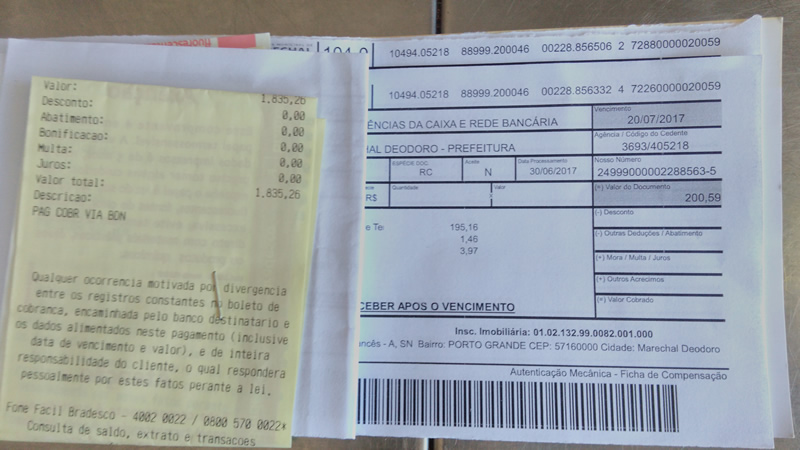 10494.05218 88999.200046 00228.856506 2 72880000020059
10494.05218 88999.200046 00228.856332 4 72260000020059
Valor: 1.835,26
Desconto: 0,00
Abatimento: 0,00
Bonificacao: 0,00
Multa: 0,00
Juros: 0,00
Valor total: 1.835,26
Descricao:
PAG COBR VIA BDN
Qualquer ocorrencia motivada por divergencia
entre os registros constantes no boleto de
cobranca, encaminhada pelo banco destinatario e
os dados alimentados neste pagamento (inclusive
data de vencimento e valor), e de inteira
responsabilidade do cliente, o qual respondera
pessoalmente por estes fatos perante a lei.
Fone Facil Bradesco - 4002 0022 / 0800 570 0022*
Consulta de saldo, extrato e transacoes
ÊNCIAS DA CAIXA E REDE BANCÁRIA
Vencimento
20/07/2017
HAL DEODORO - PREFEITURA
Agência / Código do Cedente
3693/405218
ESPÉCIE DOC. Aceite Data Processamento
RC N 30/06/2017
Nosso Número
24999000002288563-5
R$ Quantidade Valor
(=) Valor do Documento
200,59
195,16
1,46
3,97
(-) Desconto
(-) Outras Deduções / Abatimento
(+) Mora / Multa / Juros
(+) Outros Acrecimos
(=) Valor Cobrado
CEBER APOS O VENCIMENTO
Insc. Imobiliária: 01.02.132.99.0082.001.000
ncês - A, SN Bairro: PORTO GRANDE CEP: 57160000 Cidade: Marechal Deodoro
Autenticação Mecânica - Ficha de Compensação